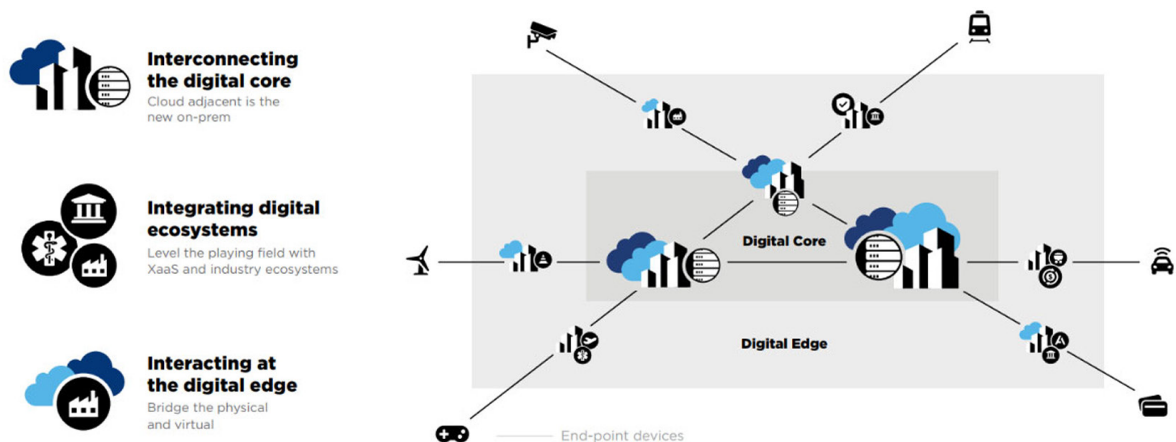 Interconnecting
the digital core
Cloud adjacent is the
new on-prem
Integrating digital
ecosystems
Level the playing field with
XaaS and industry ecosystems
Interacting at
the digital edge
Bridge the physical
and virtual
Digital Core
Digital Edge
End-point devices